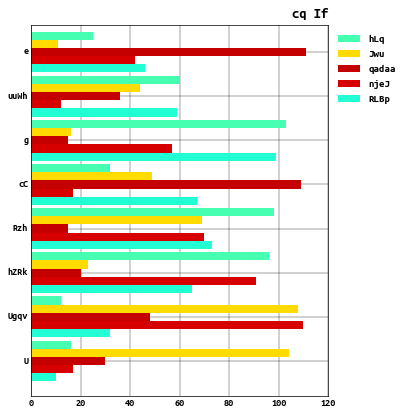 cq If
hLq
Jwu
qadaa
njeJ
RLBp
e
uuWh
g
cC
Rzh
hZRk
Ugqv
U
0 20 40 60 80 100 120